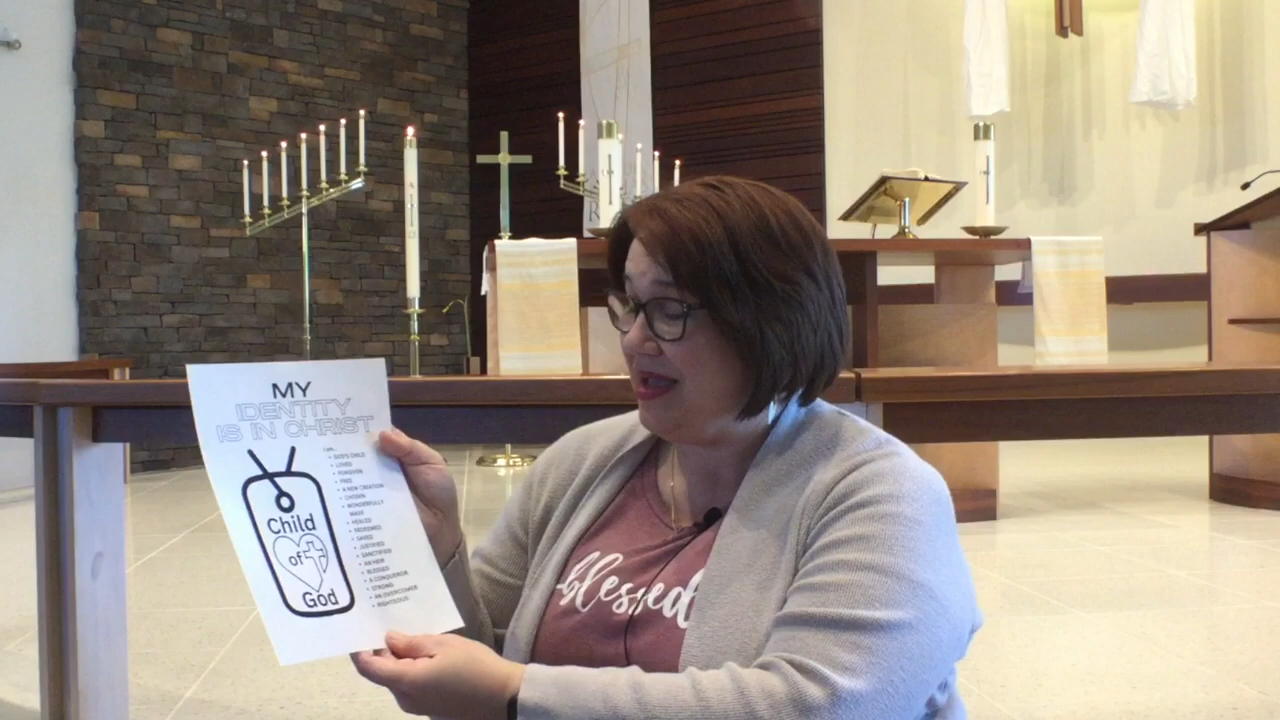 MY
IDENTITY
IS IN CHRIST
I am...
• GOD'S CHILD
• LOVED
• FORGIVEN
• FREE
• A NEW CREATION
• CHOSEN
• WONDERFULLY
MADE
• HEALED
• REDEEMED
• SAVED
• JUSTIFIED
• SANCTIFIED
• AN HEIR
• BLESSED
• A CONQUEROR
• STRONG
• AN OVERCOMER
• RIGHTEOUS
Child
of
God
blessed